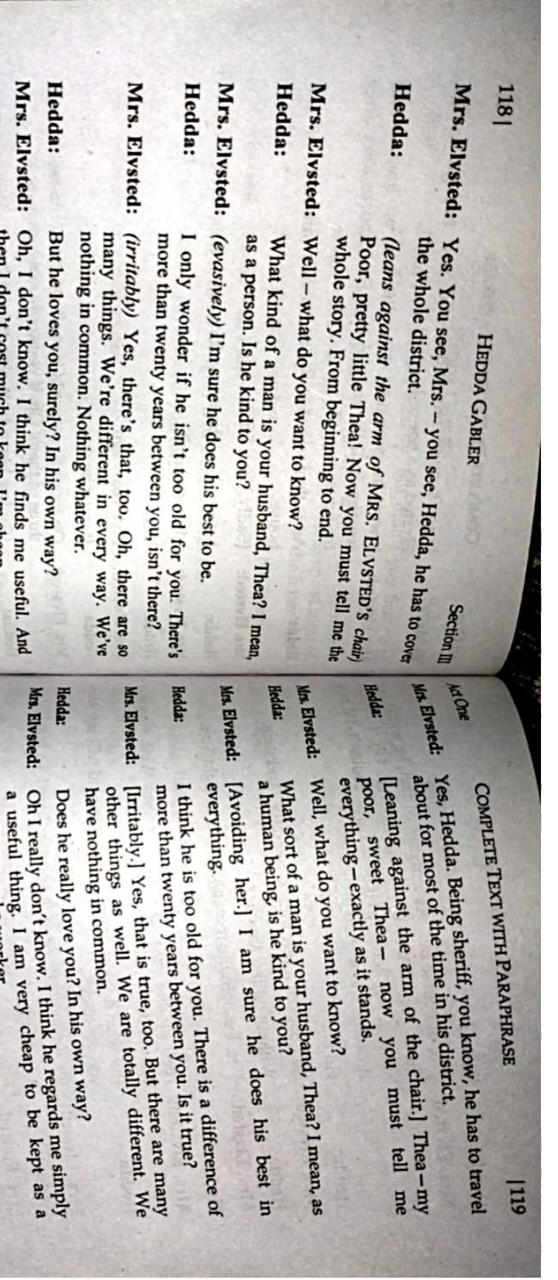 118|
HEDDA GABLER
Section III
Mrs. Elvsted: Yes. You see, Mrs. – you see, Hedda, he has to cover
the whole district.
Hedda: (leans against the arm of MRS. ELVSTED'S chair)
Poor, pretty little Thea! Now you must tell me the
whole story. From beginning to end.
Mrs. Elvsted: Well – what do you want to know?
Hedda: What kind of a man is your husband, Thea? I mean,
as a person. Is he kind to you?
Mrs. Elvsted: (evasively) I'm sure he does his best to be.
Hedda: I only wonder if he isn't too old for you. There's
more than twenty years between you, isn't there?
Mrs. Elvsted: (irritably) Yes, there's that, too. Oh, there are so
many things. We're different in every way. We've
nothing in common. Nothing whatever.
Hedda: But he loves you, surely? In his own way?
Mrs. Elvsted: Oh, I don't know. I think he finds me useful. And
then I don't cost much to keep. I'm cheap.
Act One
COMPLETE TEXT WITH PARAPHRASE
|119
Mrs. Elvsted: Yes, Hedda. Being sheriff, you know, he has to travel
about for most of the time in his district.
Hedda: [Leaning against the arm of the chair.] Thea – my
poor, sweet Thea – now you must tell me
everything – exactly as it stands.
Mrs. Elvsted: Well, what do you want to know?
Hedda: What sort of a man is your husband, Thea? I mean, as
a human being, is he kind to you?
Mrs. Elvsted: [Avoiding her.] I am sure he does his best in
everything.
Hedda: I think he is too old for you. There is a difference of
more than twenty years between you. Is it true?
Mrs. Elvsted: [Irritably.] Yes, that is true, too. But there are many
other things as well. We are totally different. We
have nothing in common.
Hedda: Does he really love you? In his own way?
Mrs. Elvsted: Oh I really don't know. I think he regards me simply
a useful thing. I am very cheap to be kept as a